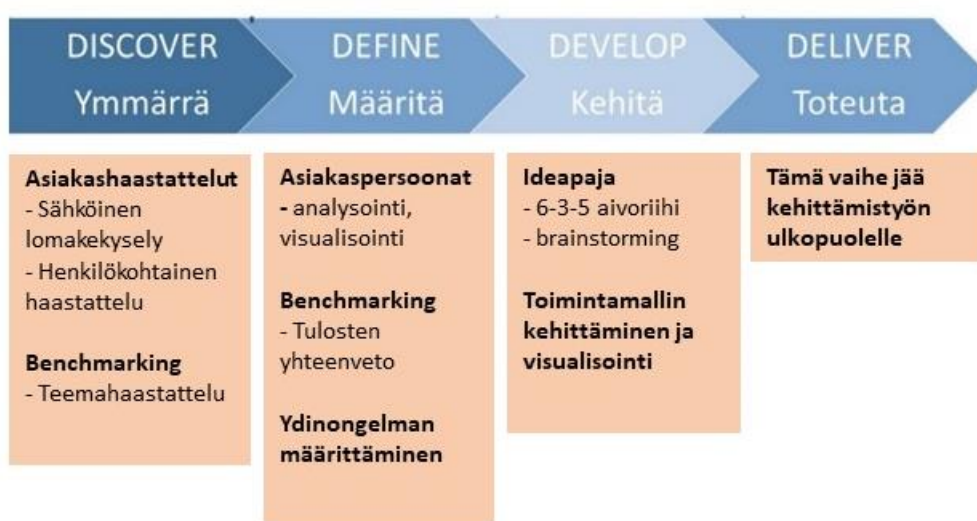 DISCOVER
Ymmärrä
DEFINE
Määritä
DEVELOP
Kehitä
DELIVER
Toteuta
Asiakashaastattelut
- Sähköinen
lomakekysely
- Henkilökohtainen
haastattelu
Benchmarking
- Teemahaastattelu
Asiakaspersoonat
- analysointi,
visualisointi
Benchmarking
- Tulosten
yhteenveto
Ydinongelman
määrittäminen
Ideapaja
- 6-3-5 aivoriihi
- brainstorming
Toimintamallin
kehittäminen ja
visualisointi
Tämä vaihe jää
kehittämistyön
ulkopuolelle